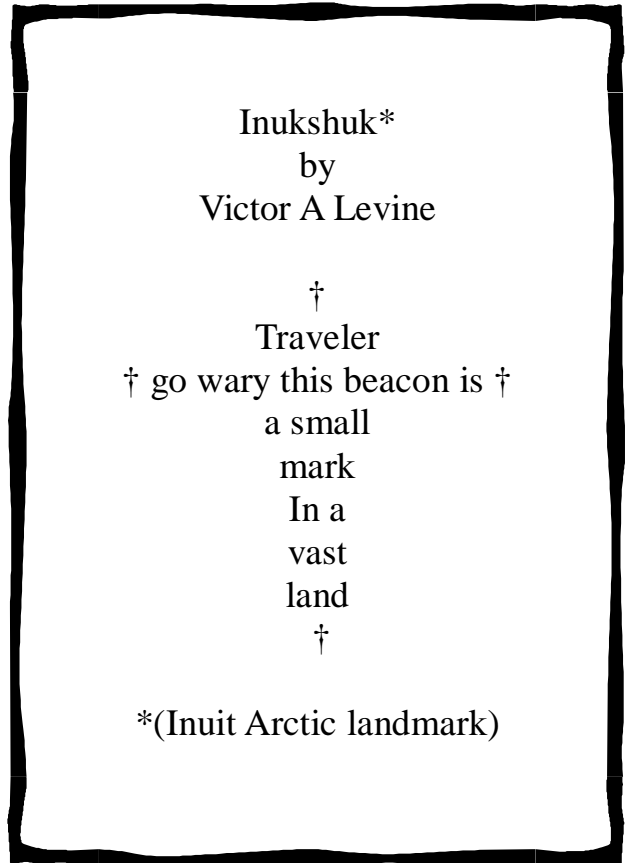 Inukshuk*
by
Victor A Levine
†
Traveler
† go wary this beacon is †
a small
mark
In a
vast
land
†
*(Inuit Arctic landmark)